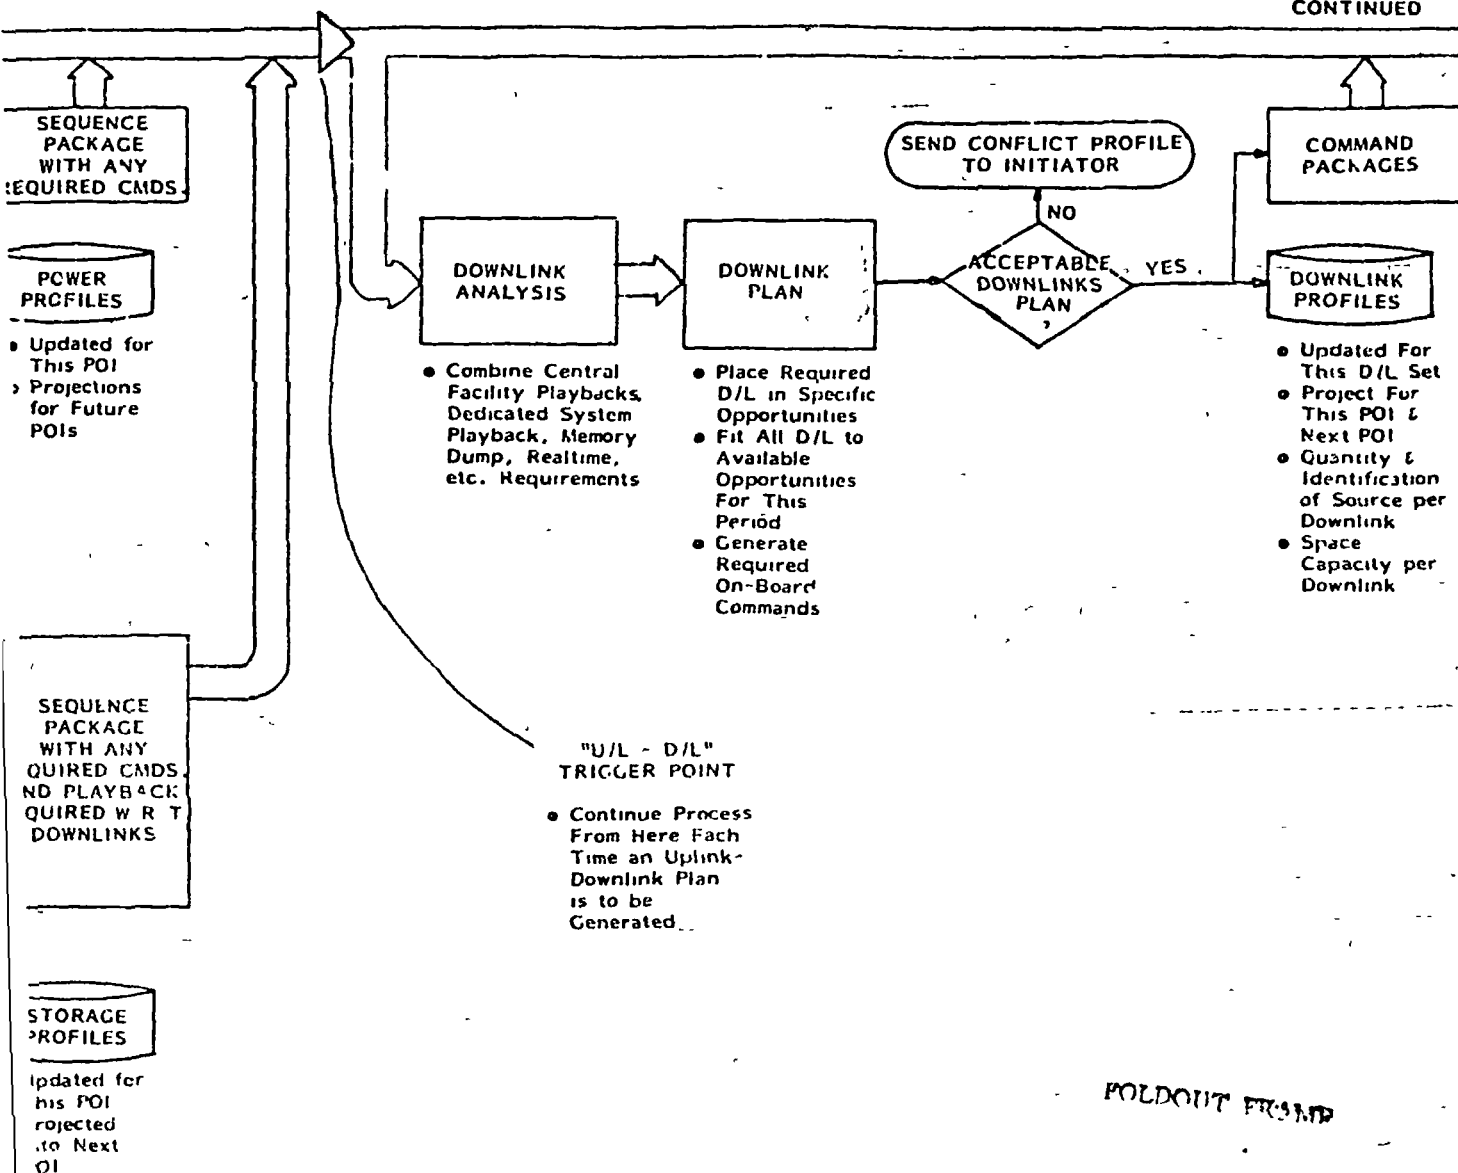 CONTINUED
SEQUENCE
PACKAGE
WITH ANY
REQUIRED CMDS.
POWER
PROFILES
• Updated for
This POI
• Projections
for Future
POIs
SEQUENCE
PACKAGE
WITH ANY
QUIRED CMDS.
ND PLAYBACK
QUIRED W R T
DOWNLINKS
STORAGE
PROFILES
Updated for
his POI
rojected
to Next
OI
DOWNLINK
ANALYSIS
• Combine Central
Facility Playbacks,
Dedicated System
Playback, Memory
Dump, Realtime,
etc. Requirements
DOWNLINK
PLAN
• Place Required
D/L in Specific
Opportunities
• Fit All D/L to
Available
Opportunities
For This
Period
• Generate
Required
On-Board
Commands
SEND CONFLICT PROFILE
TO INITIATOR
NO
ACCEPTABLE
DOWNLINKS
PLAN
?
YES
COMMAND
PACKAGES
DOWNLINK
PROFILES
• Updated For
This D/L Set
• Project For
This POI &
Next POI
• Quantity &
Identification
of Source per
Downlink
• Space
Capacity per
Downlink
"U/L - D/L"
TRIGGER POINT
• Continue Process
From Here Each
Time an Uplink-
Downlink Plan
is to be
Generated
FOLDOUT FRAME